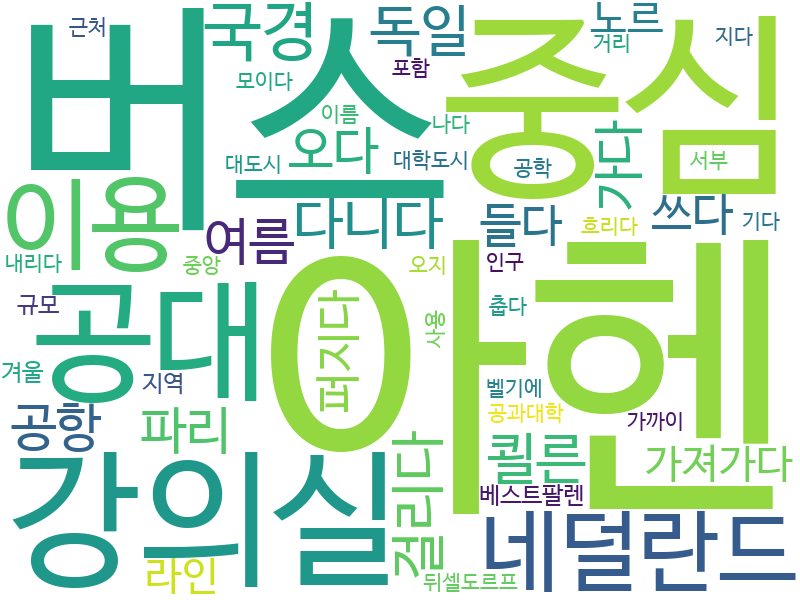 근처
국경
독일
노르
거리
지다
버스
중심
모이다
포함
이름
나다
오다
대도시
대학도시
공학
가다
서부
이용
여름
다니다
들다
쓰다
흐리다
기다
내리다
중앙
오지
인구
아헨
공대
퍼지다
규모
사용
춥다
겨울
지역
벨기에
공항
파리
공과대학
가까이
강의실
걸리다
쾰른
가져가다
베스트팔렌
네덜란드
라인
뒤셀도르프